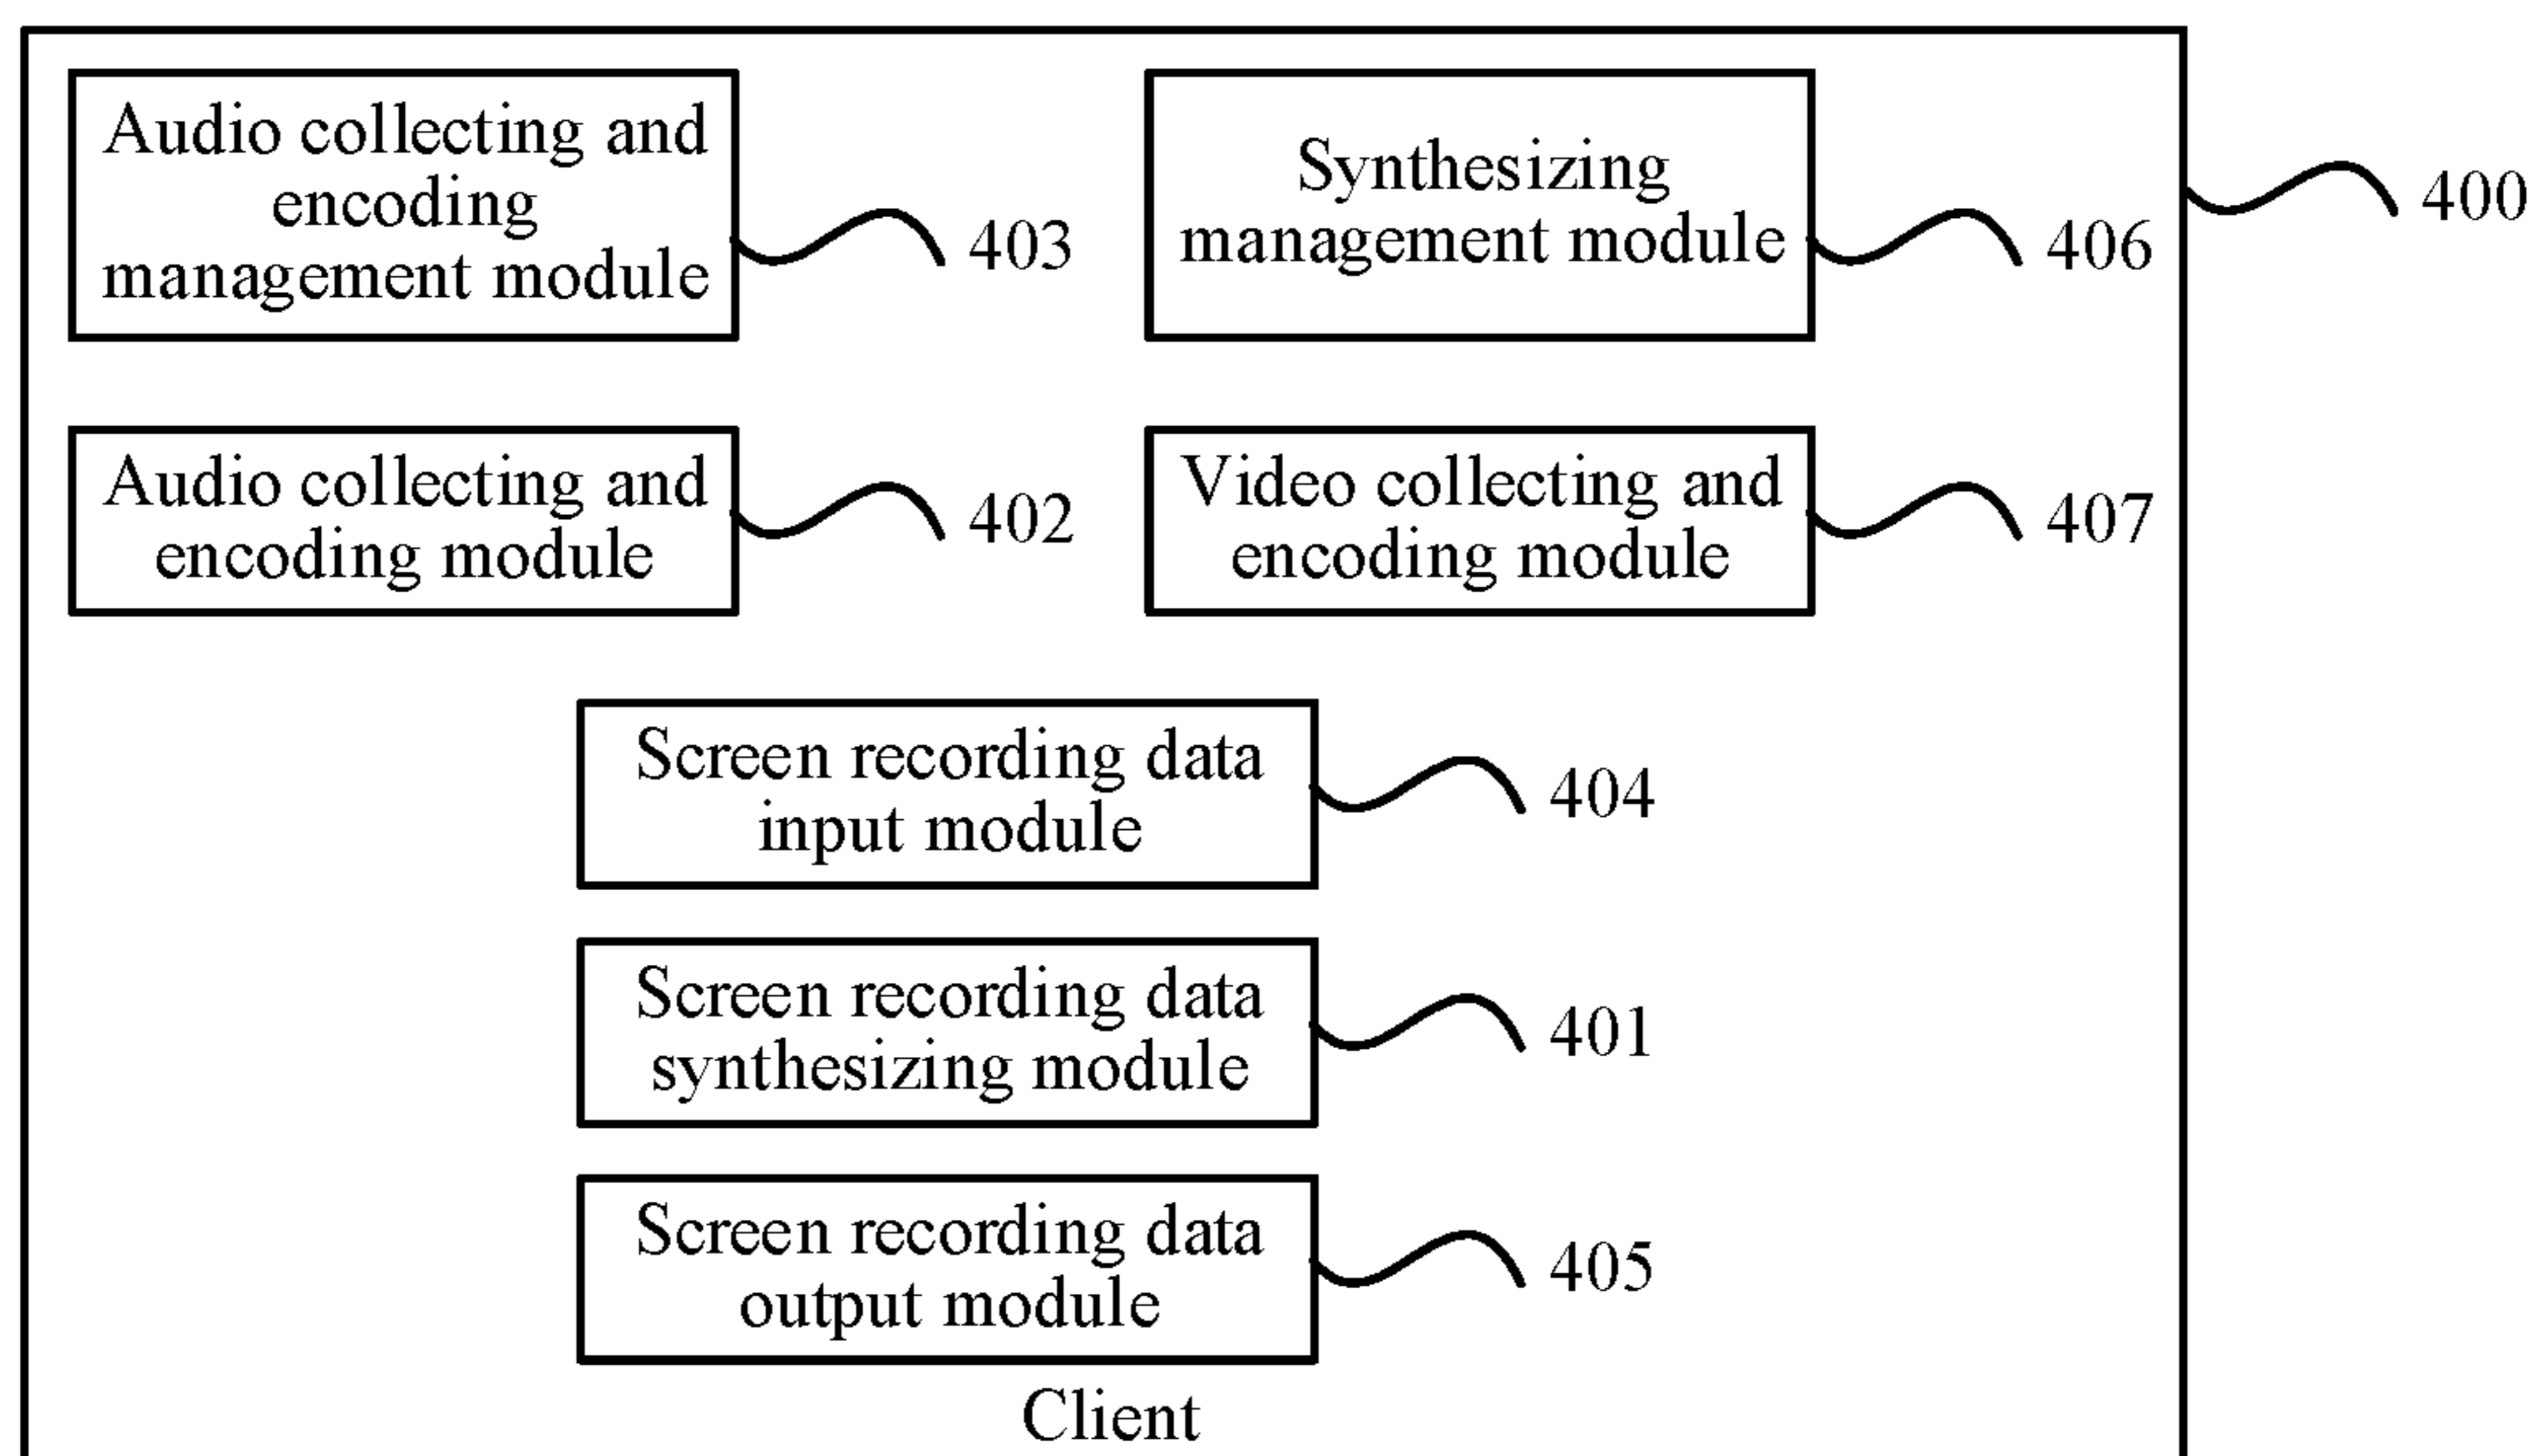 Audio collecting and
encoding
management module
403
Synthesizing
management module
406
400
Audio collecting and
encoding module
402
Video collecting and
encoding module
407
Screen recording data
input module
404
Screen recording data
synthesizing module
401
Screen recording data
output module
405
Client